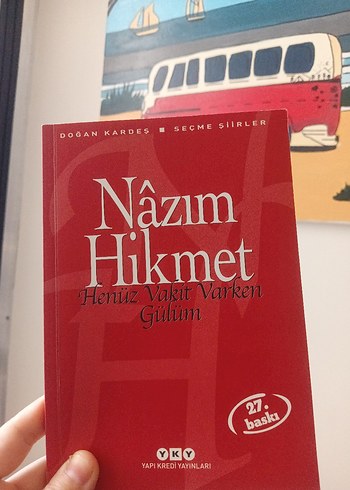 DOĞAN KARDEŞ ■ SEÇME ŞİİRLER
Nâzım
Hikmet
Henüz Vakit Varken
Gülüm
27.
baskı
YKY
YAPI KREDİ YAYINLARI